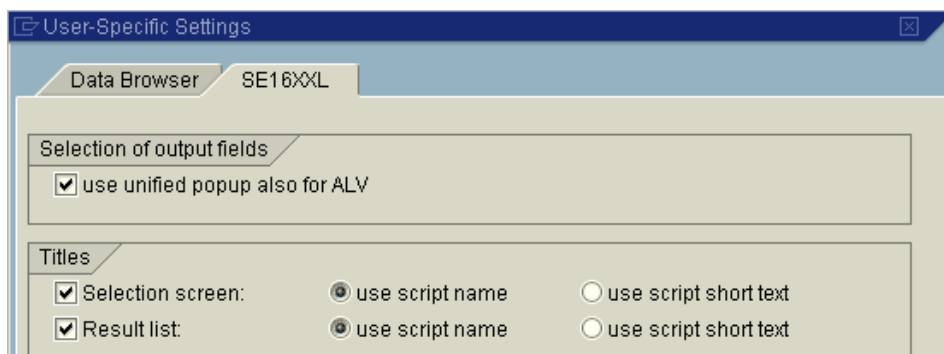 User-Specific Settings
Data Browser SE16XXL
Selection of output fields
use unified popup also for ALV
Titles
Selection screen: use script name use script short text
Result list: use script name use script short text